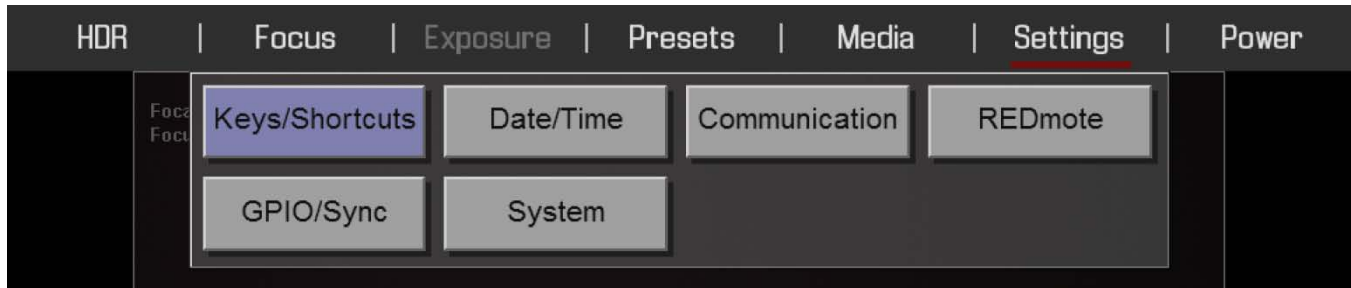 HDR | Focus | Exposure | Presets | Media | Settings | Power
Keys/Shortcuts Date/Time Communication REDmote
GPIO/Sync System